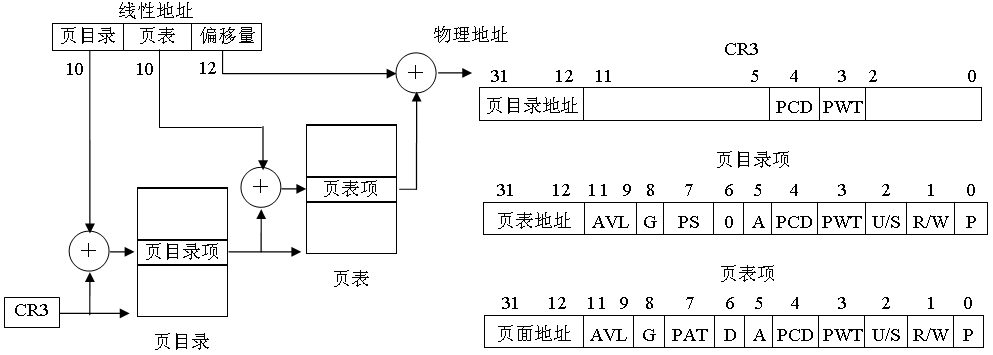 线性地址
页目录 页表 偏移量
10 10 12
物理地址
+
页表项
+
页表
+
页目录项
CR3
页目录
CR3
31 12 11 5 4 3 2 0
页目录地址 PCD PWT
页目录项
31 12 11 9 8 7 6 5 4 3 2 1 0
页表地址 AVL G PS 0 A PCD PWT U/S R/W P
页表项
31 12 11 9 8 7 6 5 4 3 2 1 0
页面地址 AVL G PAT D A PCD PWT U/S R/W P